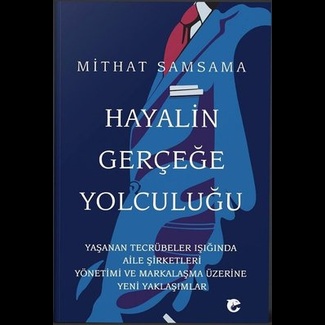 MİTHAT SAMSAMA
HAYALİN
GERÇEĞE
YOLCULUĞU
YAŞANAN TECRÜBELER IŞIĞINDA
AİLE ŞİRKETLERİ
YÖNETİMİ VE MARKALAŞMA ÜZERİNE
YENİ YAKLAŞIMLAR